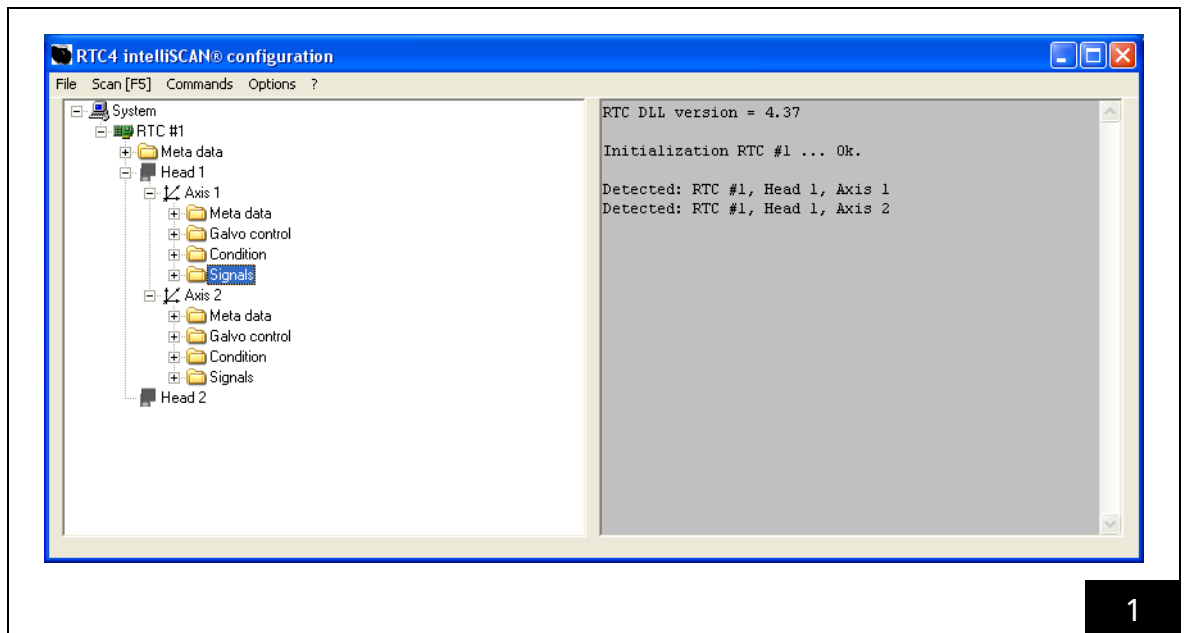 RTC4 intelliSCAN® configuration
File Scan [F5] Commands Options ?
System
RTC #1
Meta data
Head 1
Axis 1
Meta data
Galvo control
Condition
Signals
Axis 2
Meta data
Galvo control
Condition
Signals
Head 2
RTC DLL version = 4.37
Initialization RTC #1 ... Ok.
Detected: RTC #1, Head 1, Axis 1
Detected: RTC #1, Head 1, Axis 2
1